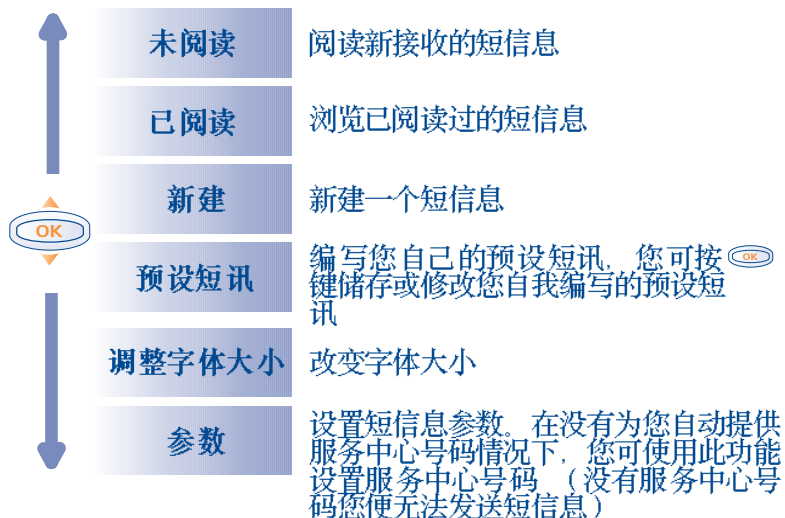 未阅读
阅读新接收的短信息
已阅读
浏览已阅读过的短信息
新建
新建一个短信息
OK
预设短讯
编写您自己的预设短讯，您可按 OK
键储存或修改您自我编写的预设短
讯
调整字体大小
改变字体大小
参数
设置短信息参数。在没有为您自动提供
服务中心号码情况下，您可使用此功能
设置服务中心号码 （没有服务中心号
码您便无法发送短信息）